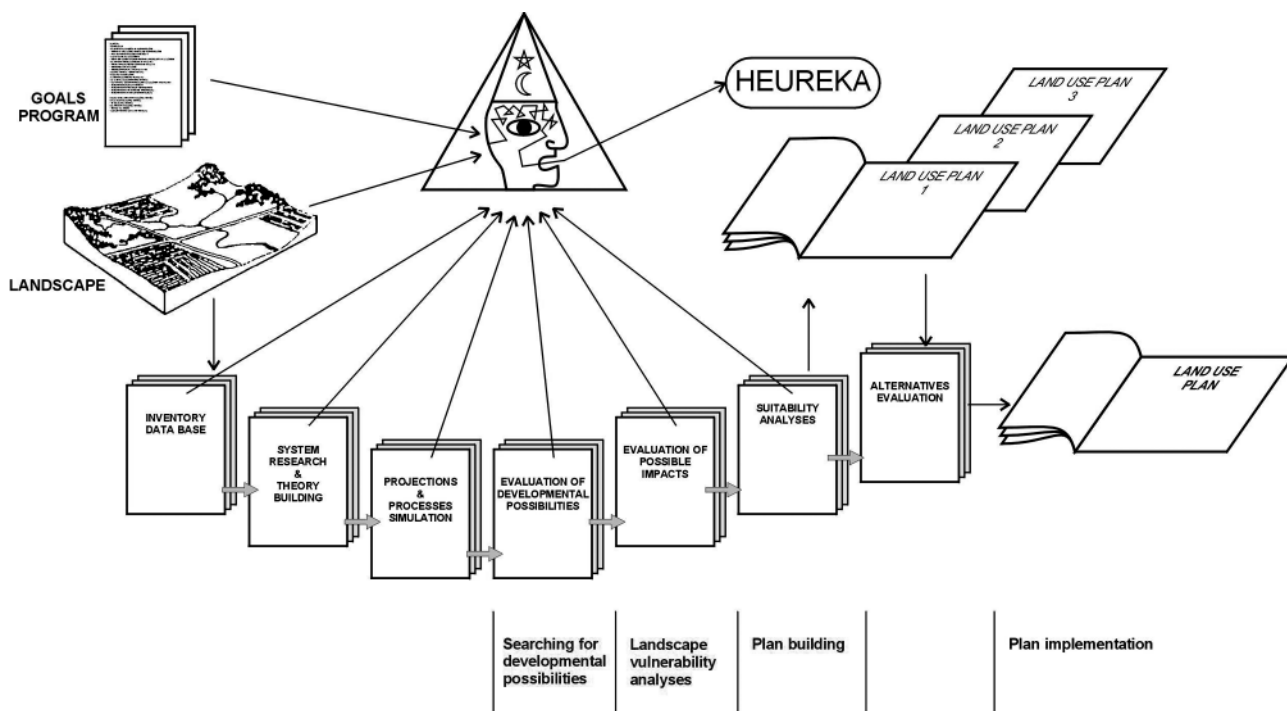 GOALS
PROGRAM
HEUREKA
LAND USE PLAN
3
LAND USE PLAN
2
LAND USE PLAN
1
LANDSCAPE
INVENTORY
DATA BASE
SYSTEM
RESEARCH
&
THEORY
BUILDING
PROJECTIONS
&
PROCESSES
SIMULATION
EVALUATION OF
DEVELOPMENTAL
POSSIBILITIES
EVALUATION OF
POSSIBLE
IMPACTS
SUITABILITY
ANALYSES
ALTERNATIVES
EVALUATION
LAND USE
PLAN
Searching for
developmental
possibilities
Landscape
vulnerability
analyses
Plan building
Plan implementation